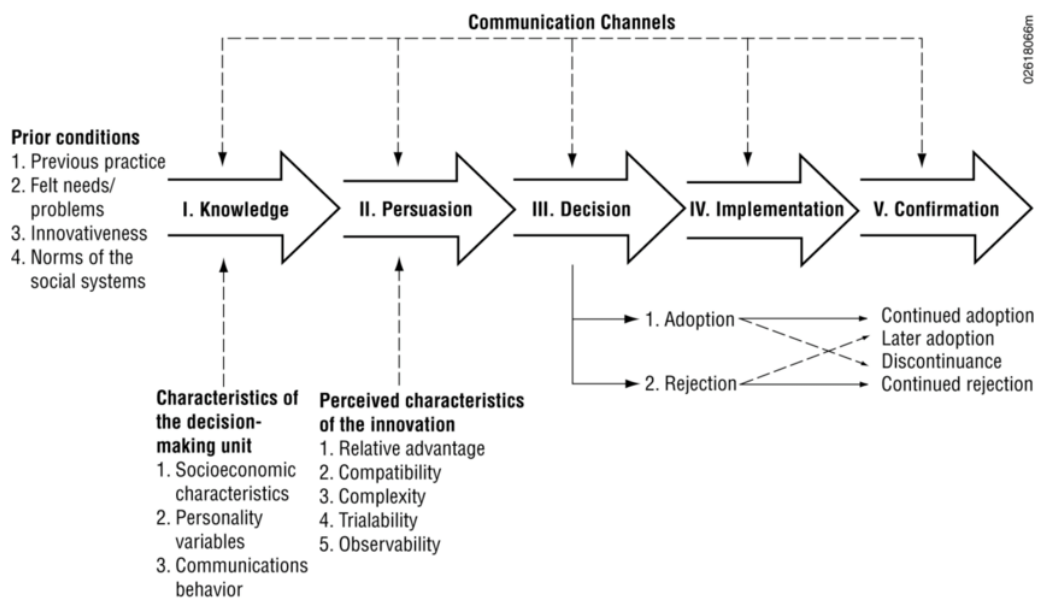 Communication Channels
02618066m
Prior conditions
1. Previous practice
2. Felt needs/
problems
3. Innovativeness
4. Norms of the
social systems
I. Knowledge
II. Persuasion
III. Decision
IV. Implementation
V. Confirmation
1. Adoption
2. Rejection
Continued adoption
Later adoption
Discontinuance
Continued rejection
Characteristics of
the decision-
making unit
1. Socioeconomic
characteristics
2. Personality
variables
3. Communications
behavior
Perceived characteristics
of the innovation
1. Relative advantage
2. Compatibility
3. Complexity
4. Trialability
5. Observability